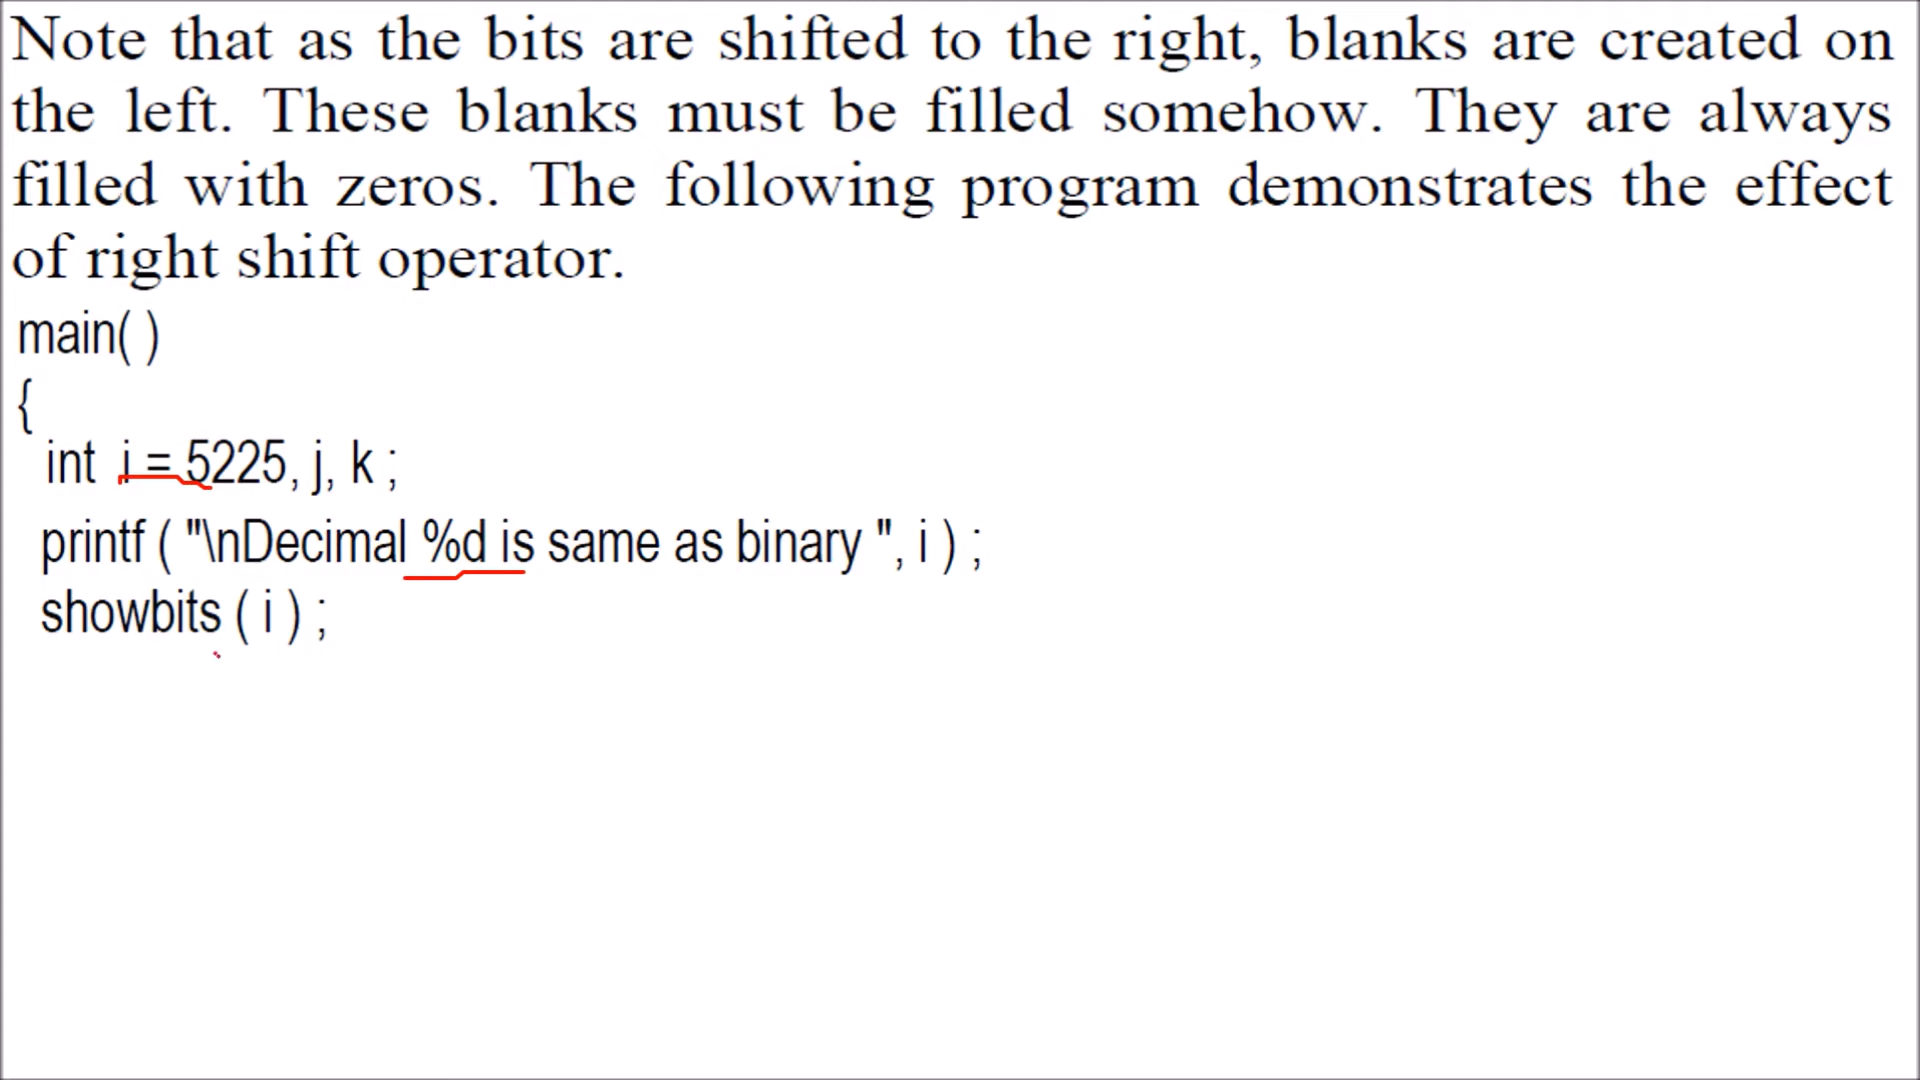 Note that as the bits are shifted to the right, blanks are created on
the left. These blanks must be filled somehow. They are always
filled with zeros. The following program demonstrates the effect
of right shift operator.
main( )
{
int i = 5225, j, k ;
printf ( "\nDecimal %d is same as binary ", i ) ;
showbits ( i ) ;